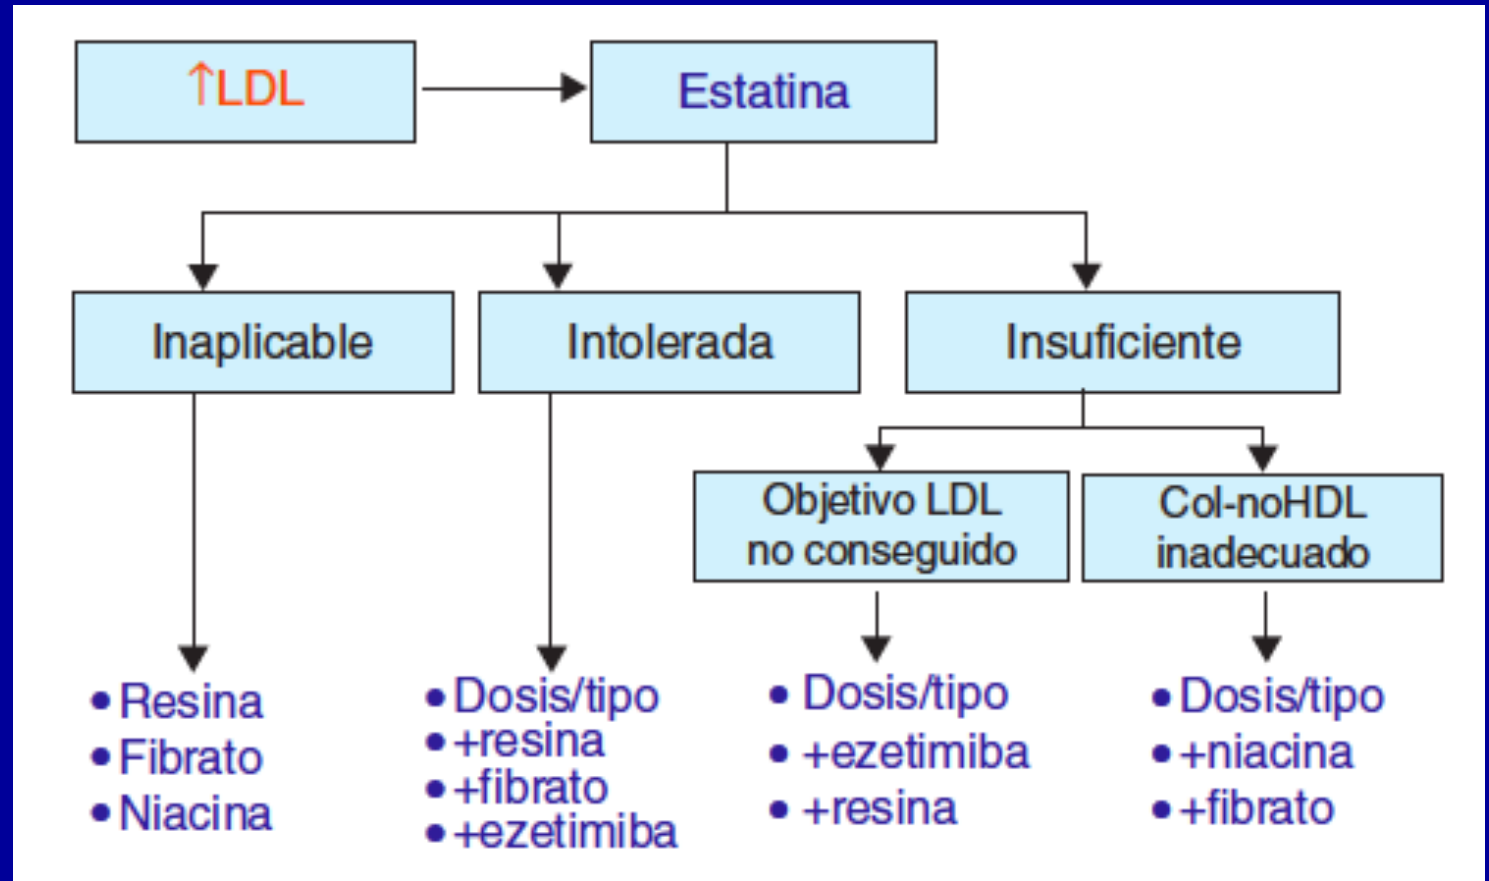 ↑LDL
Estatina
Inaplicable
Intolerada
Insuficiente
Objetivo LDL
no conseguido
Col-noHDL
inadecuado
• Resina
• Fibrato
• Niacina
• Dosis/tipo
• +resina
• +fibrato
• +ezetimiba
• Dosis/tipo
• +ezetimiba
• +resina
• Dosis/tipo
• +niacina
• +fibrato